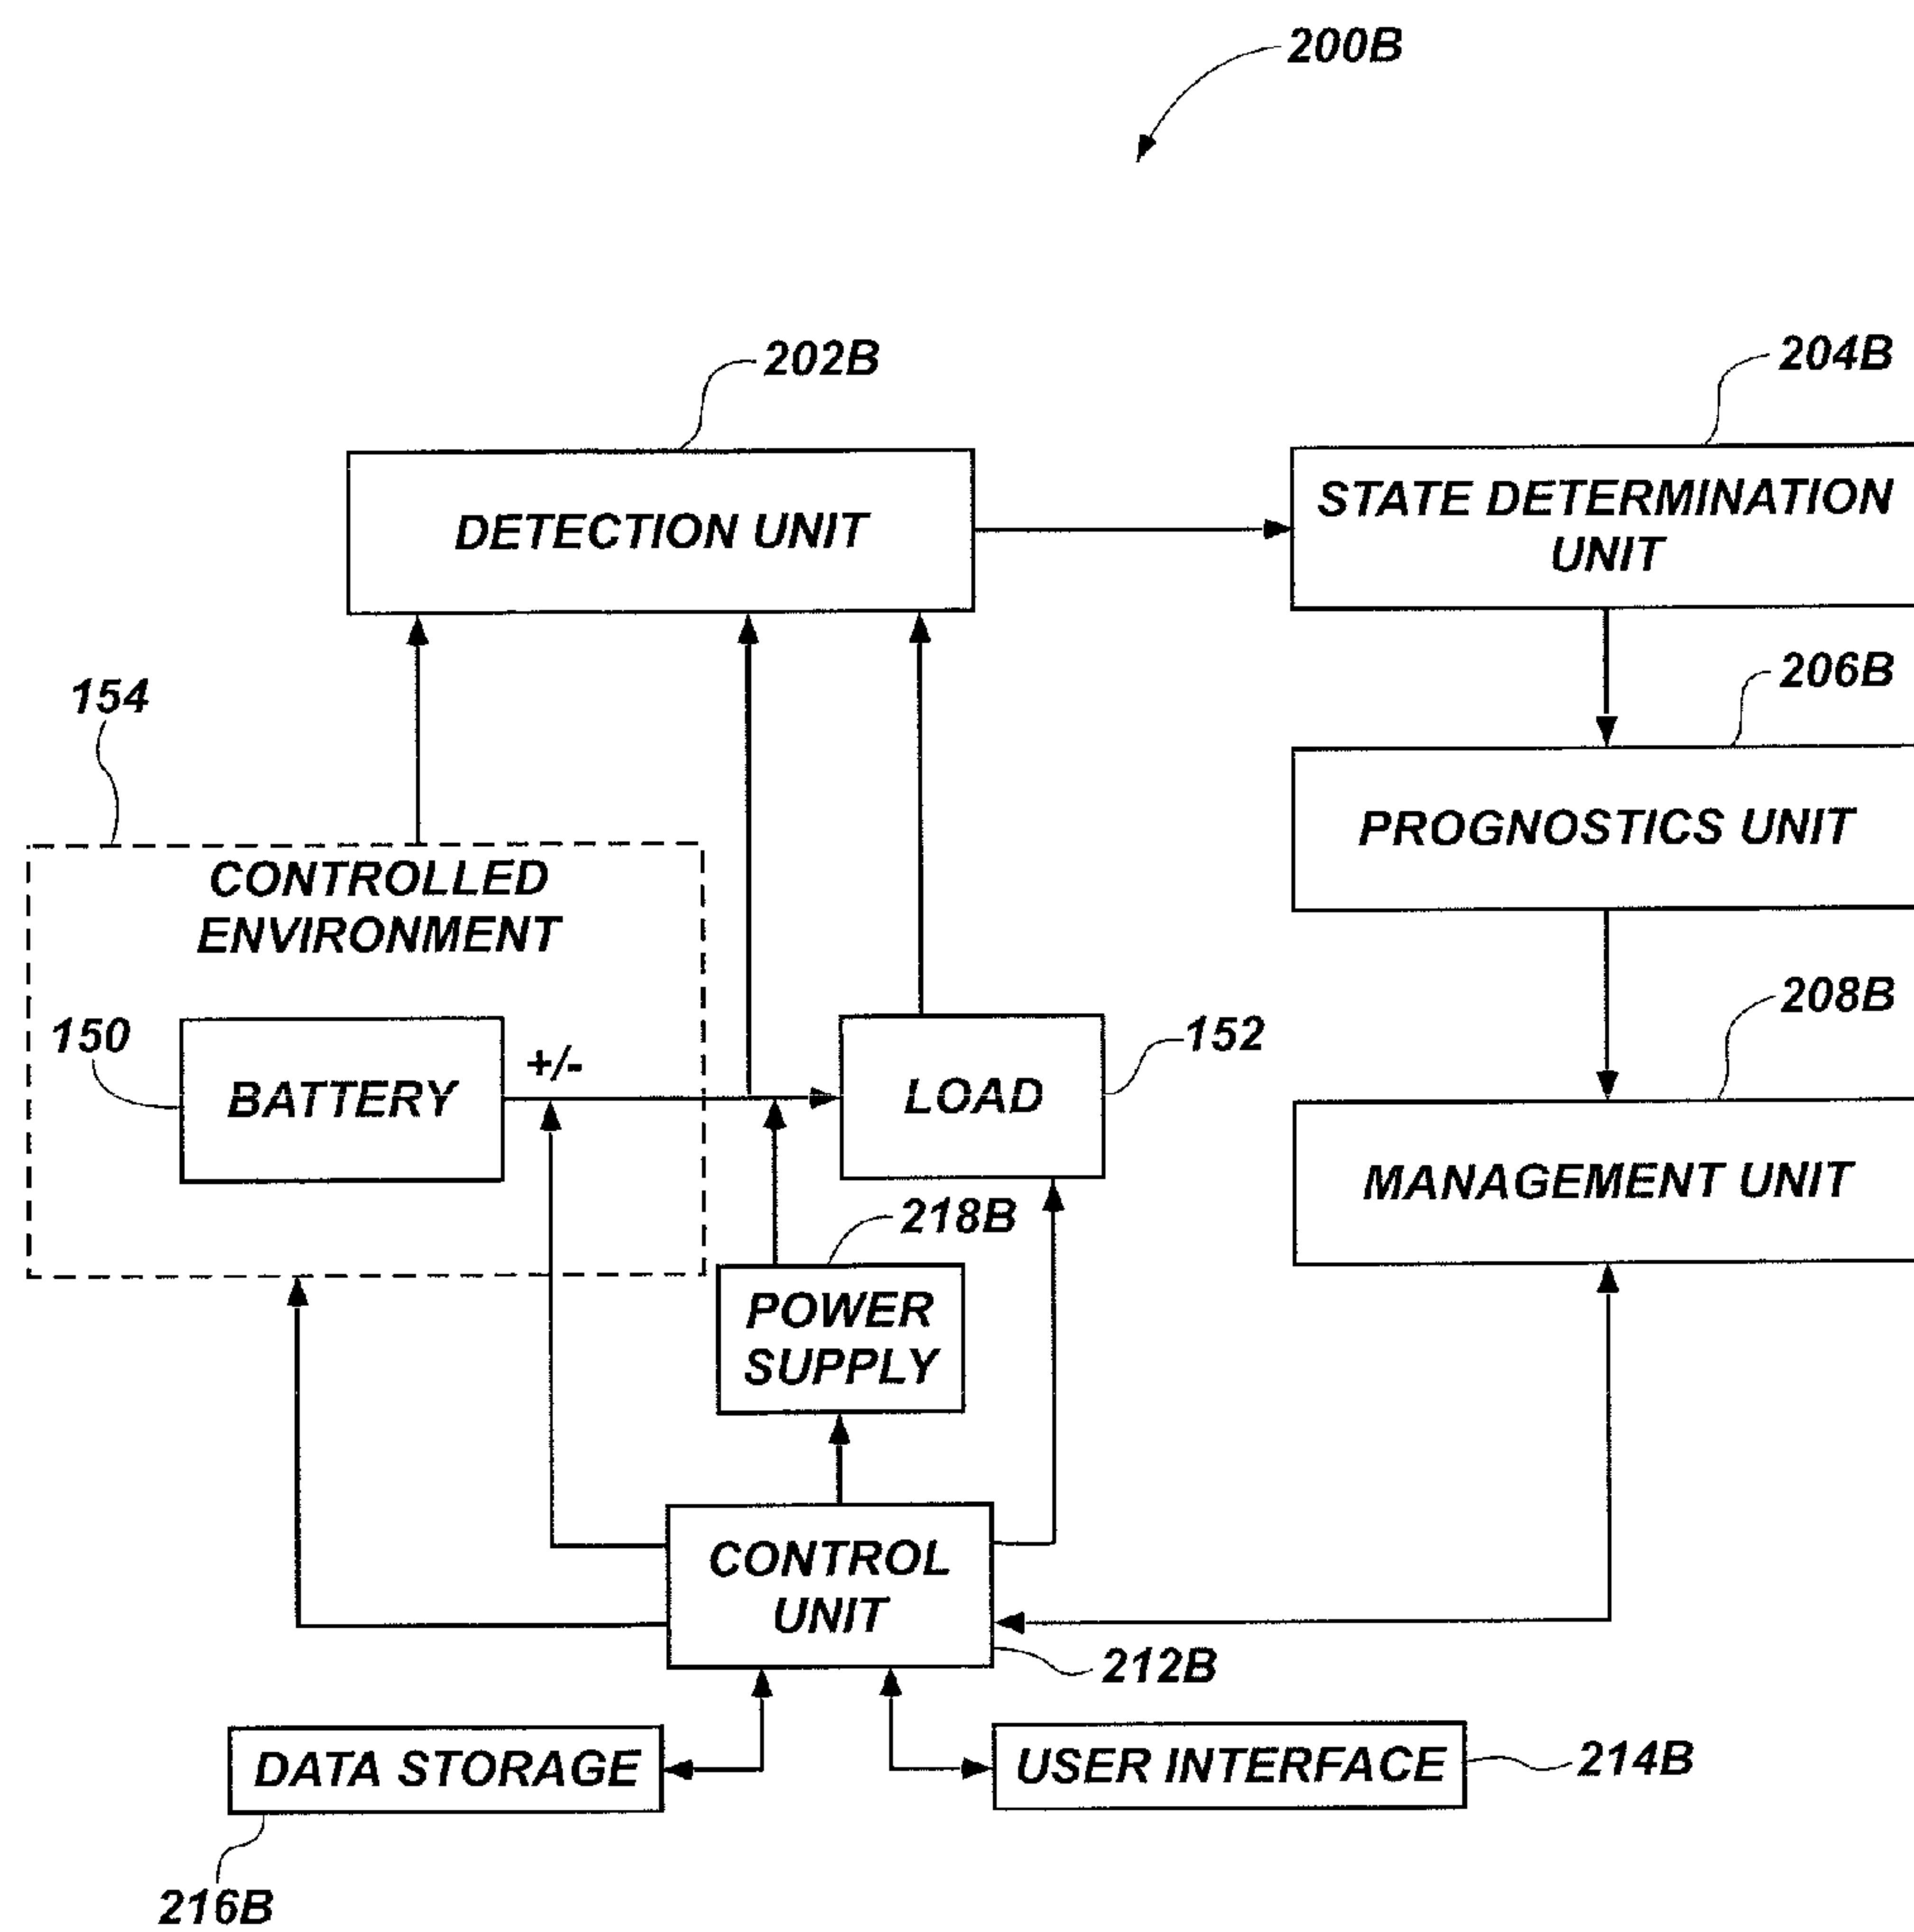 200B
202B
204B
DETECTION UNIT
STATE DETERMINATION
UNIT
206B
154
PROGNOSTICS UNIT
CONTROLLED
ENVIRONMENT
208B
150
BATTERY
+/-
LOAD
152
MANAGEMENT UNIT
218B
POWER
SUPPLY
CONTROL
UNIT
212B
DATA STORAGE
USER INTERFACE
214B
216B